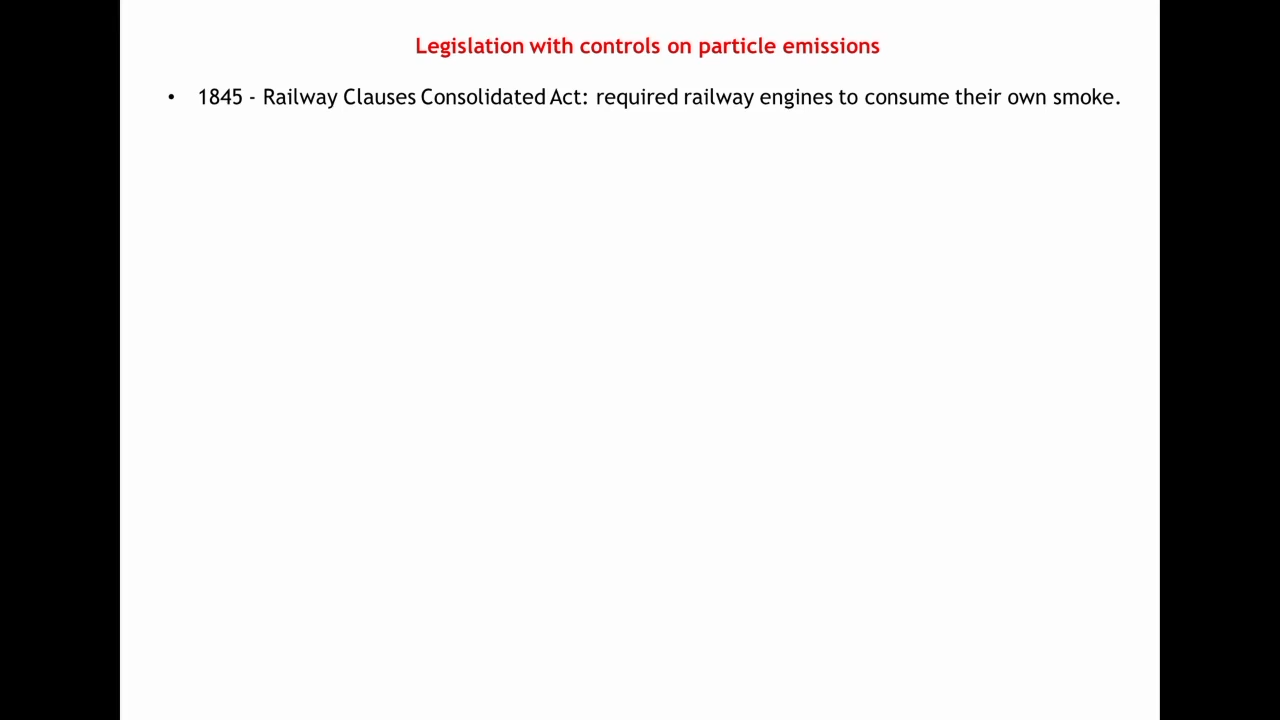 Legislation with controls on particle emissions
• 1845 - Railway Clauses Consolidated Act: required railway engines to consume their own smoke.